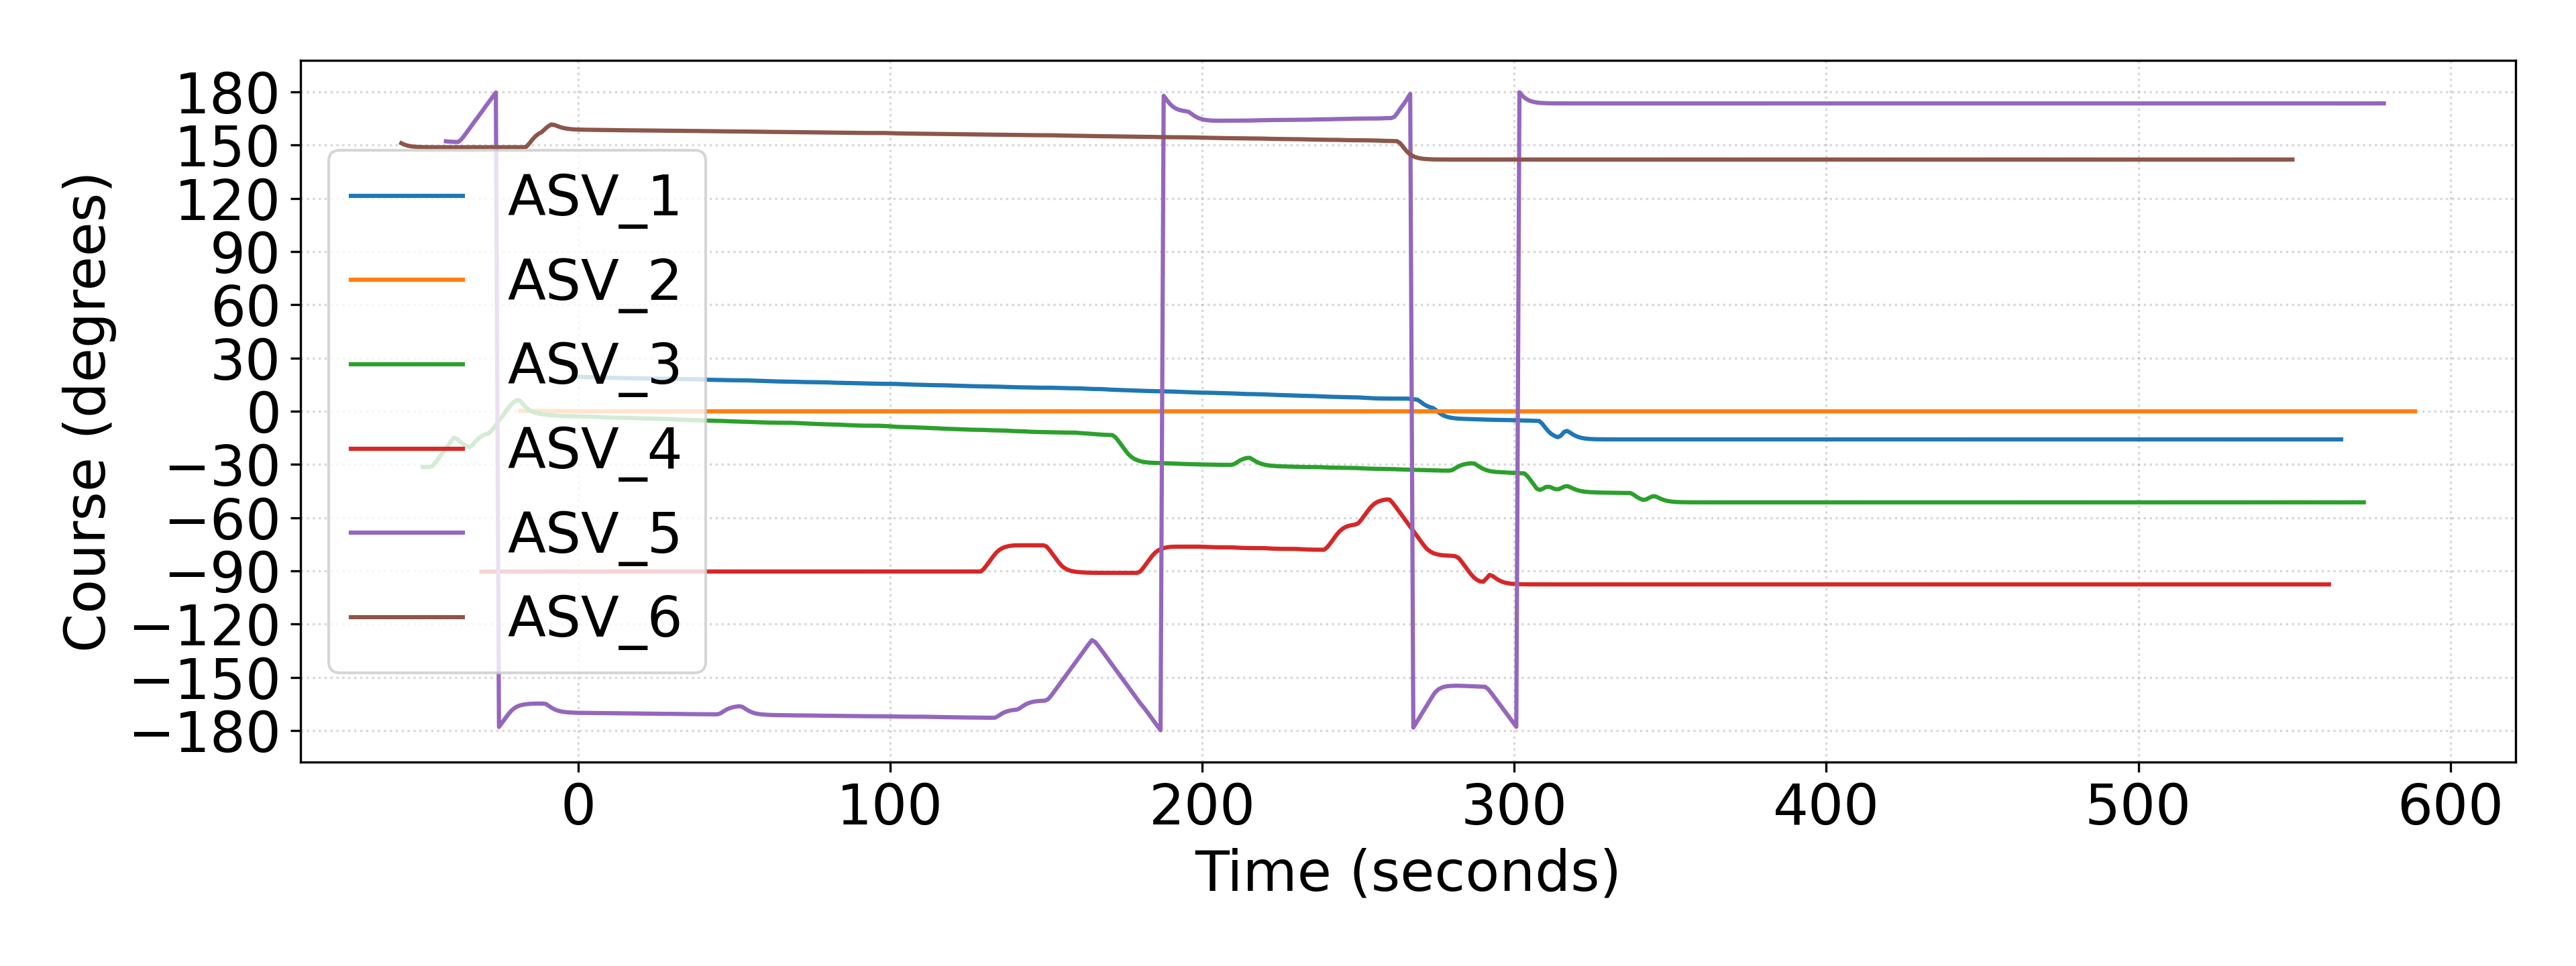 180
150
120
90
60
30
0
−30
−60
−90
−120
−150
−180
Course (degrees)
ASV_1
ASV_2
ASV_3
ASV_4
ASV_5
ASV_6
0 100 200 300 400 500 600
Time (seconds)